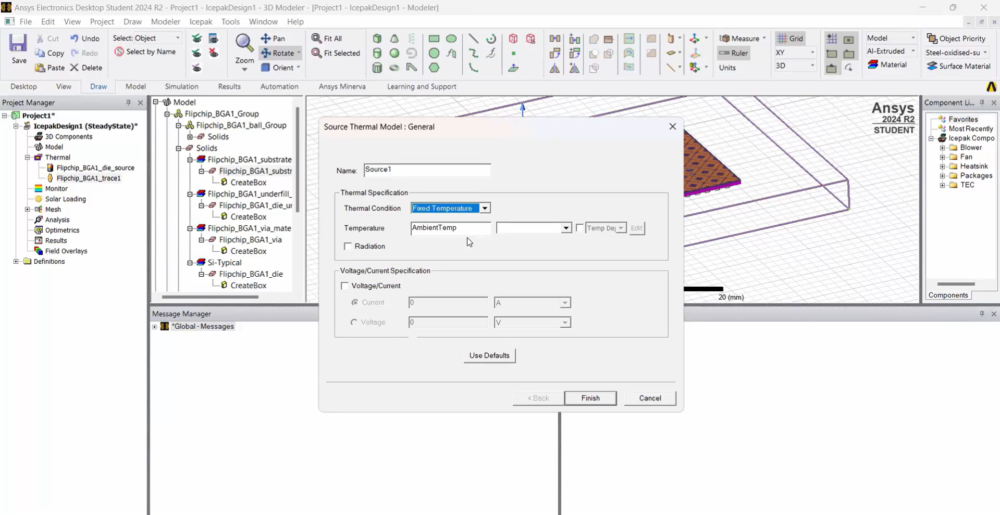 Ansys Electronics Desktop Student 2024 R2 - Project1 - IcepakDesign1 - 3D Modeler - [Project1 - IcepakDesign1 - Modeler]
File Edit View Project Draw Modeler Icepak Tools Window Help
Save
Cut
Copy
Paste
Undo
Redo
Delete
Select: Object
Select by Name
Zoom
Pan
Rotate
Orient
Fit All
Fit Selected
Measure
Ruler
Units
Grid
XY
3D
Model
Al-Extruded
Material
Object Priority
Steel-oxidised-su
Surface Material
Desktop View Draw Model Simulation Results Automation Ansys Minerva Learning and Support
Project Manager
Project1*
IcepakDesign1 (SteadyState)*
3D Components
Model
Thermal
Flipchip_BGA1_die_source
Flipchip_BGA1_trace1
Monitor
Solar Loading
Mesh
Analysis
Optimetrics
Results
Field Overlays
Definitions
Model
Flipchip_BGA1_Group
Flipchip_BGA1_ball_Group
Solids
Solids
Flipchip_BGA1_substrate
Flipchip_BGA1_substr
CreateBox
Flipchip_BGA1_underfill_
Flipchip_BGA1_die_ur
CreateBox
Flipchip_BGA1_via_mate
Flipchip_BGA1_via
CreateBox
Si-Typical
Flipchip_BGA1_die
CreateBox
Ansys
2024 R2
STUDENT
20 (mm)
Source Thermal Model : General
Name: Source1
Thermal Specification
Thermal Condition Fixed Temperature
Temperature AmbientTemp Temp De Edit
Radiation
Voltage/Current Specification
Voltage/Current
Current 0 A
Voltage 0 V
Use Defaults
< Back Finish Cancel
Component Li...
Favorites
Most Recently
Icepak Compo
Blower
Fan
Heatsink
Packages
TEC
Components
Message Manager
*Global - Messages